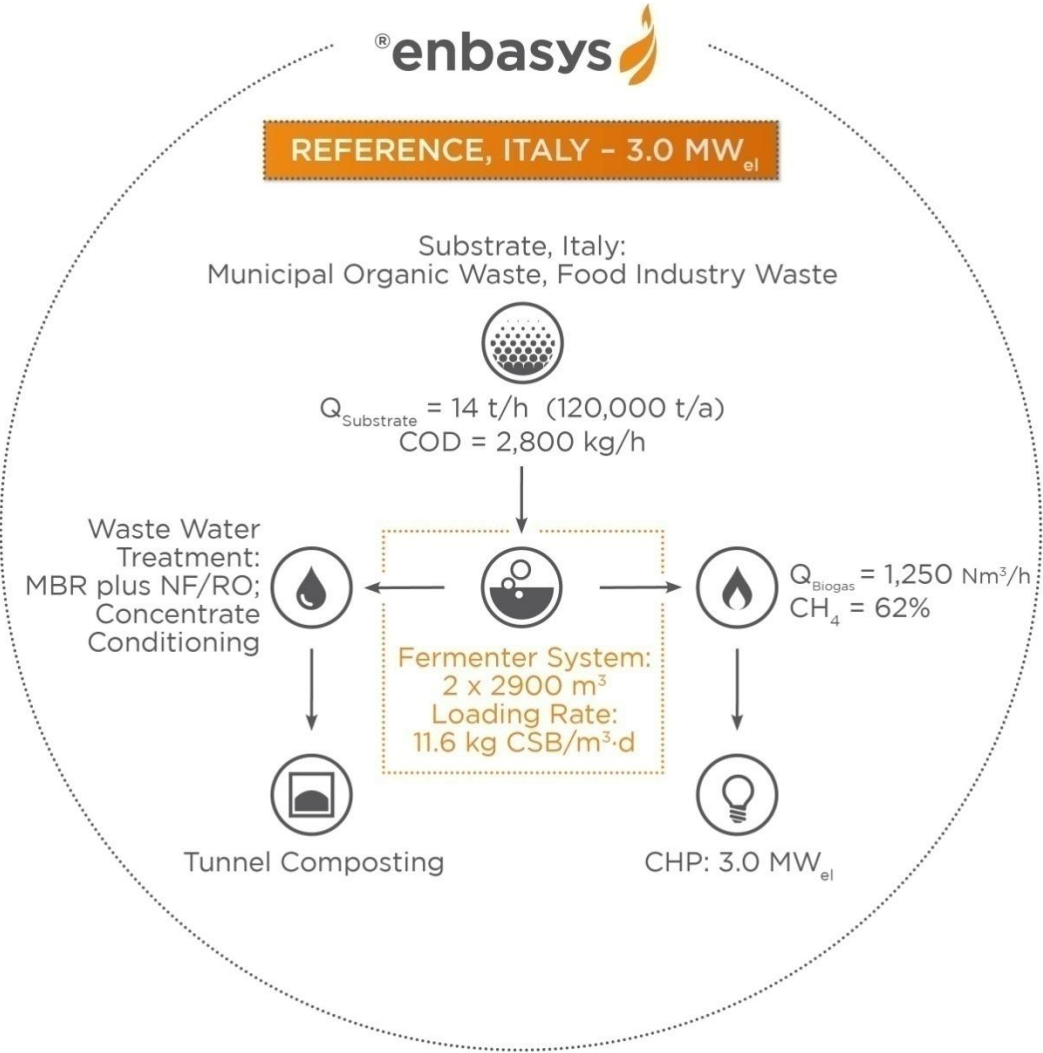 ®enbasys
REFERENCE, ITALY – 3.0 MWel
Substrate, Italy:
Municipal Organic Waste, Food Industry Waste
QSubstrate = 14 t/h (120,000 t/a)
COD = 2,800 kg/h
Waste Water
Treatment:
MBR plus NF/RO;
Concentrate
Conditioning
Fermenter System:
2 x 2900 m³
Loading Rate:
11.6 kg CSB/m³·d
QBiogas = 1,250 Nm³/h
CH₄ = 62%
Tunnel Composting
CHP: 3.0 MWel